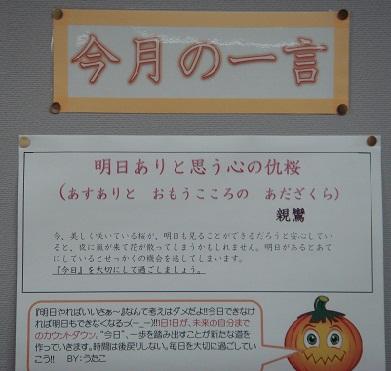 今月の一言
明日ありと思う心の仇桜
(あすありと　おもうこころの　あだざくら)
親鸞
今、美しく咲いている桜が、明日も見ることができるだろうと安心してい
ると、夜に嵐が来て花が散ってしまうかもしれません。明日があるとあて
にしているとせっかくの機会を逃してしまいます。
『今日』を大切にして過ごしましょう。
『明日やればいいさぁ～』なんて考えはダメだよ!!今日できな
ければ明日もできなくなるっ(ー_ー)!!1日1日が、未来の自分まで
のカウントダウン。“今日”、一歩を踏み出すことが新たな道を
作っていきます。時間は後戻りしない。毎日を大切に過ごしてい
こう!!　BY:うたこ